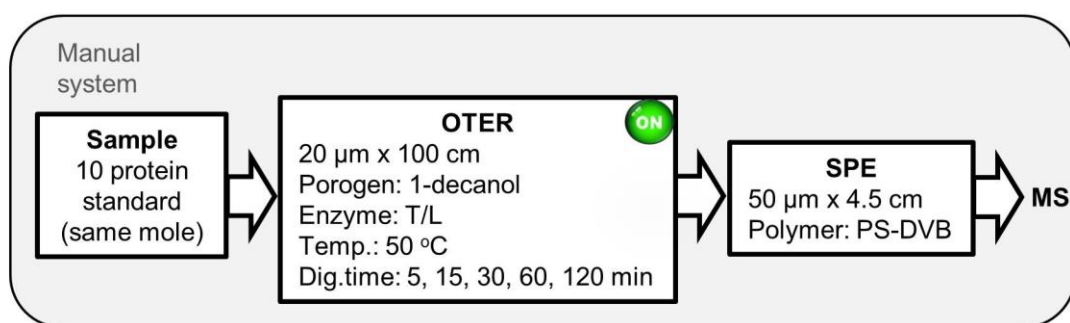 Manual
system
Sample
10 protein
standard
(same mole)
OTER
ON
20 µm x 100 cm
Porogen: 1-decanol
Enzyme: T/L
Temp.: 50 °C
Dig.time: 5, 15, 30, 60, 120 min
SPE
50 µm x 4.5 cm
Polymer: PS-DVB
MS